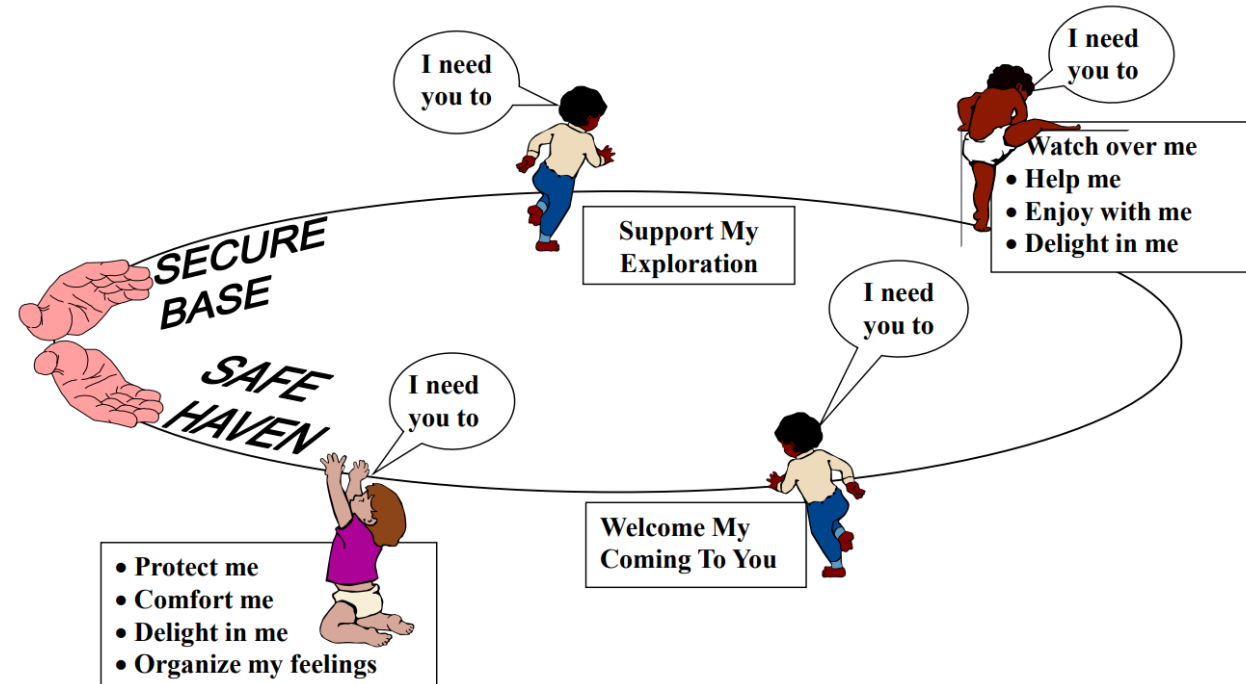 I need
you to
I need
you to
• Watch over me
• Help me
• Enjoy with me
• Delight in me
SECURE
BASE
Support My
Exploration
I need
you to
SAFE
HAVEN
I need
you to
Welcome My
Coming To You
• Protect me
• Comfort me
• Delight in me
• Organize my feelings